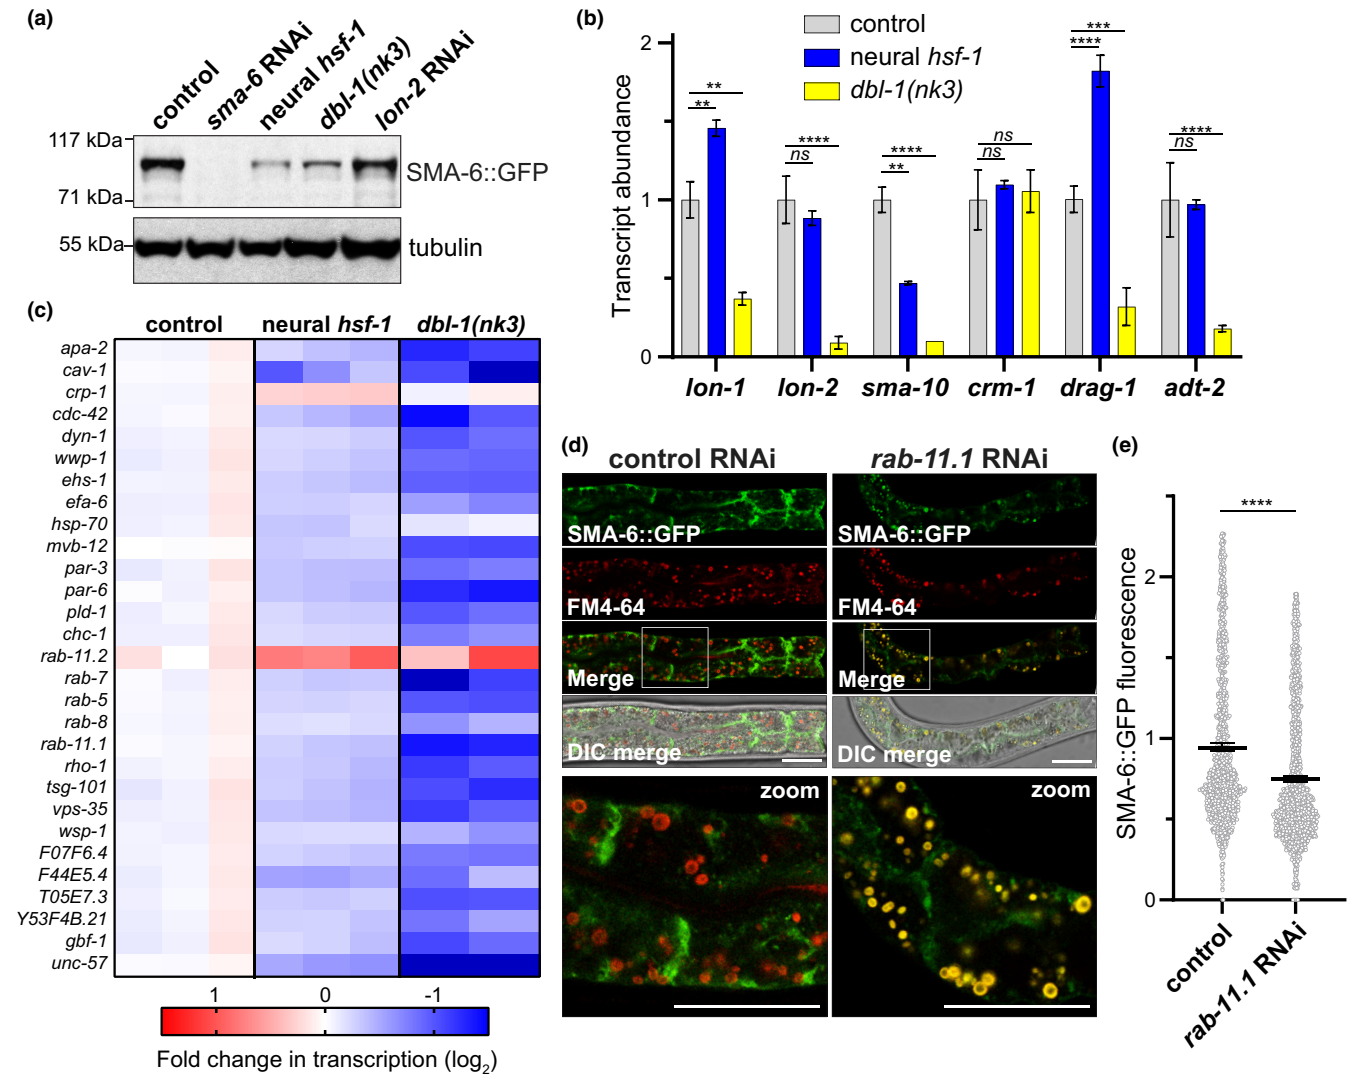 (a)
control
sma-6 RNAi
neural hsf-1
dbl-1(nk3)
lon-2 RNAi
117 kDa
71 kDa
SMA-6::GFP
55 kDa
tubulin
(b)
control
neural hsf-1
dbl-1(nk3)
Transcript abundance
2
1
0
** **
ns ****
** ****
ns ns
**** ***
ns ****
lon-1 lon-2 sma-10 crm-1 drag-1 adt-2
(c)
control neural hsf-1 dbl-1(nk3)
apa-2
cav-1
crp-1
cdc-42
dyn-1
wwp-1
ehs-1
efa-6
hsp-70
mvb-12
par-3
par-6
pld-1
chc-1
rab-11.2
rab-7
rab-5
rab-8
rab-11.1
rho-1
tsg-101
vps-35
wsp-1
F07F6.4
F44E5.4
T05E7.3
Y53F4B.21
gbf-1
unc-57
1 0 -1
Fold change in transcription (log2)
(d)
control RNAi rab-11.1 RNAi
SMA-6::GFP SMA-6::GFP
FM4-64 FM4-64
Merge Merge
DIC merge DIC merge
zoom zoom
(e)
SMA-6::GFP fluorescence
2
1
0
****
control
rab-11.1 RNAi